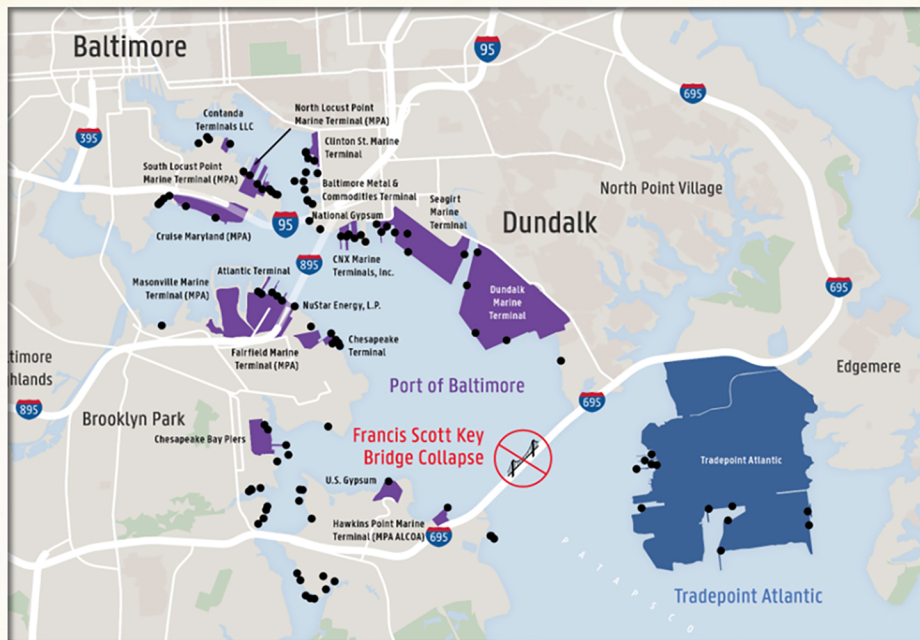 Baltimore
95
695
395
North Locust Point
Marine Terminal (MPA)
Contanda
Terminals LLC
Clinton St. Marine
Terminal
South Locust Point
Marine Terminal (MPA)
Baltimore Metal &
Commodities Terminal
North Point Village
Seagirt
Marine
Terminal
National Gypsum
95
Dundalk
Cruise Maryland (MPA)
CNX Marine
Terminals, Inc.
895
Atlantic Terminal
Masonville Marine
Terminal (MPA)
695
Dundalk
Marine
Terminal
NuStar Energy, L.P.
Chesapeake
Terminal
Fairfield Marine
Terminal (MPA)
ltimore
hlands
Edgemere
Port of Baltimore
695
895
Brooklyn Park
Chesapeake Bay Piers
Francis Scott Key
Bridge Collapse
Tradepoint Atlantic
U.S. Gypsum
Hawkins Point Marine
Terminal (MPA ALCOA)
695
PATAPSCO
Tradepoint Atlantic